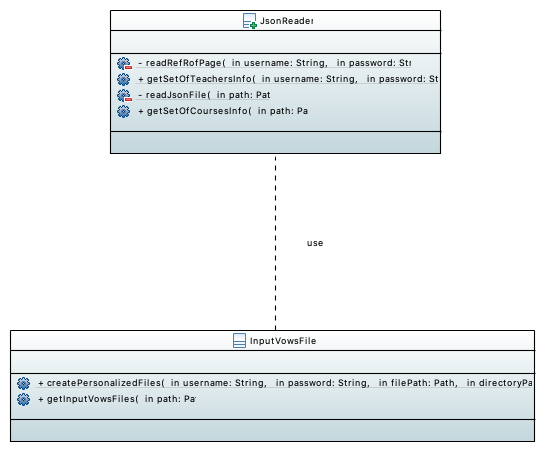 JsonReader
- readRefRofPage( in username: String, in password: Stri
+ getSetOfTeachersInfo( in username: String, in password: St
- readJsonFile( in path: Pat
+ getSetOfCoursesInfo( in path: Pa
use
InputVowsFile
+ createPersonalizedFiles( in username: String, in password: String, in filePath: Path, in directoryPa
+ getInputVowsFiles( in path: Pa